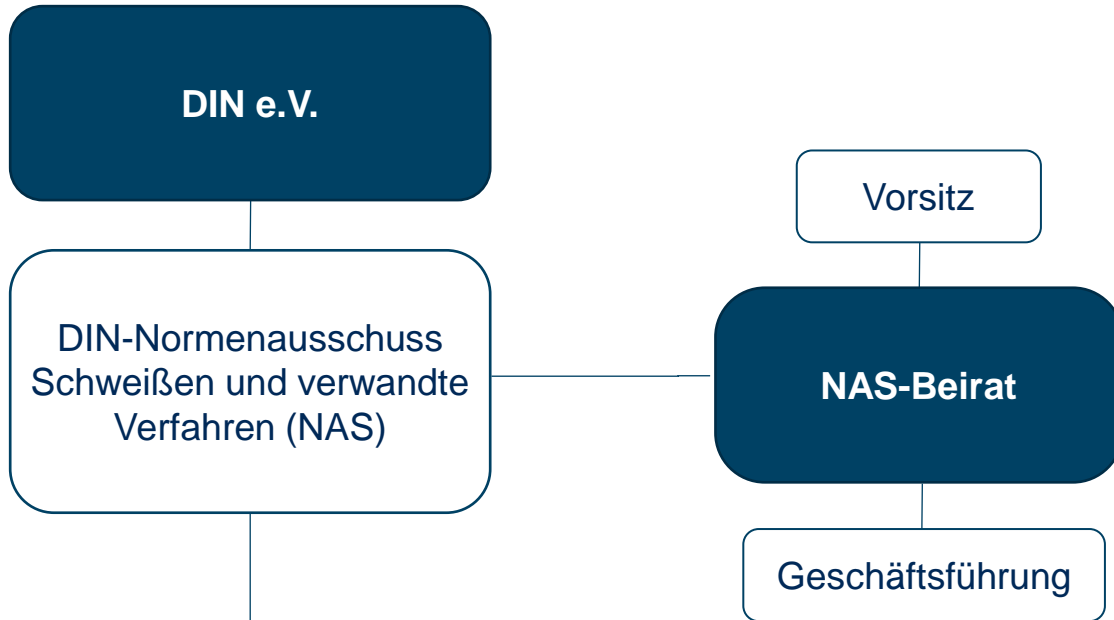 DIN e.V.
DIN-Normenausschuss
Schweißen und verwandte
Verfahren (NAS)
Vorsitz
NAS-Beirat
Geschäftsführung